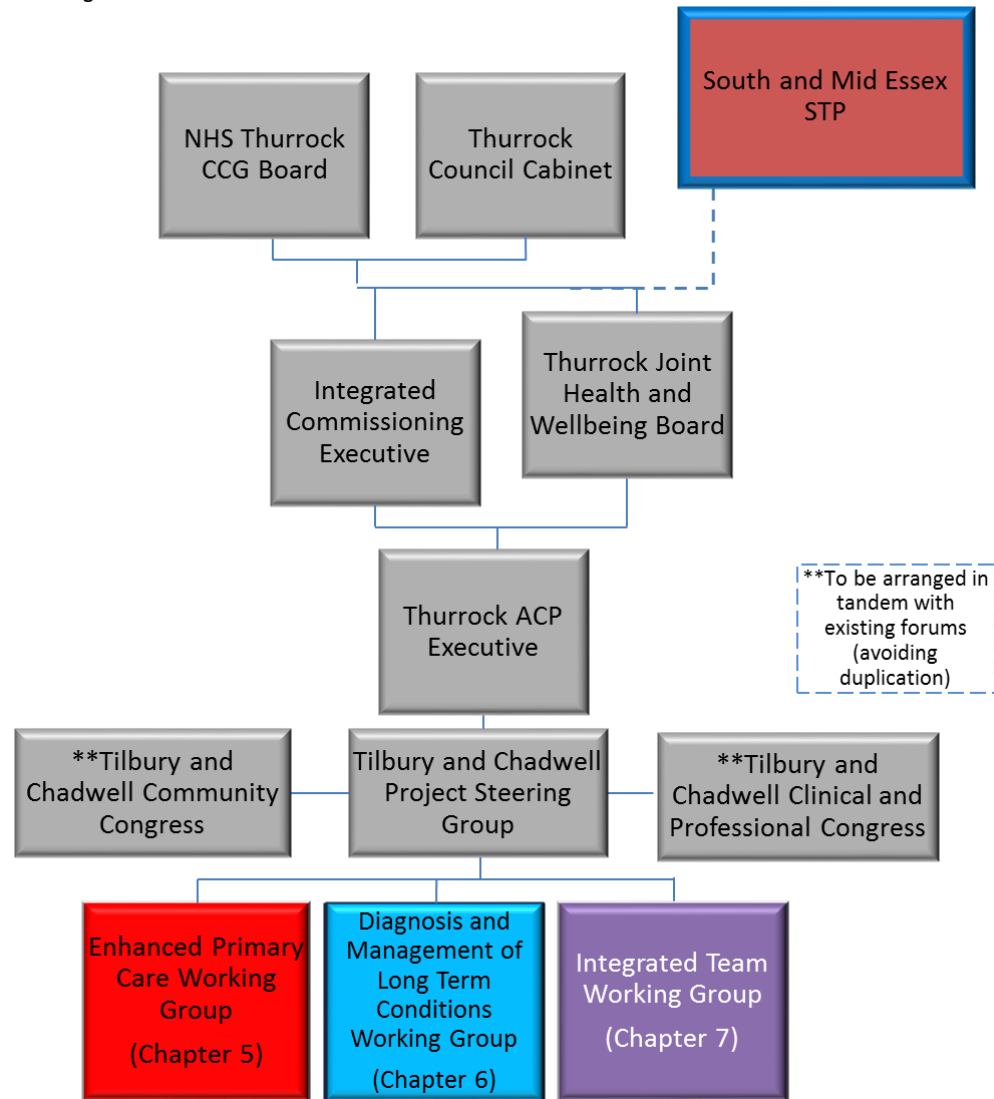 South and Mid Essex
STP
NHS Thurrock
CCG Board
Thurrock
Council Cabinet
Integrated
Commissioning
Executive
Thurrock Joint
Health and
Wellbeing Board
Thurrock ACP
Executive
**To be arranged in
tandem with
existing forums
(avoiding
duplication)
**Tilbury and
Chadwell Community
Congress
Tilbury and Chadwell
Project Steering
Group
**Tilbury and
Chadwell Clinical and
Professional Congress
Enhanced Primary
Care Working
Group
(Chapter 5)
Diagnosis and
Management of
Long Term
Conditions
Working Group
(Chapter 6)
Integrated Team
Working Group
(Chapter 7)